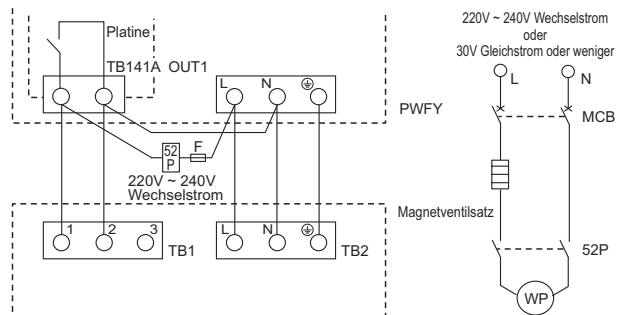 Platine
TB141A OUT1
L N
PWFY
52
P
F
220V ~ 240V
Wechselstrom
1 2 3
TB1
L N
TB2
220V ~ 240V Wechselstrom
oder
30V Gleichstrom oder weniger
L N
MCB
Magnetventilsatz
52P
WP